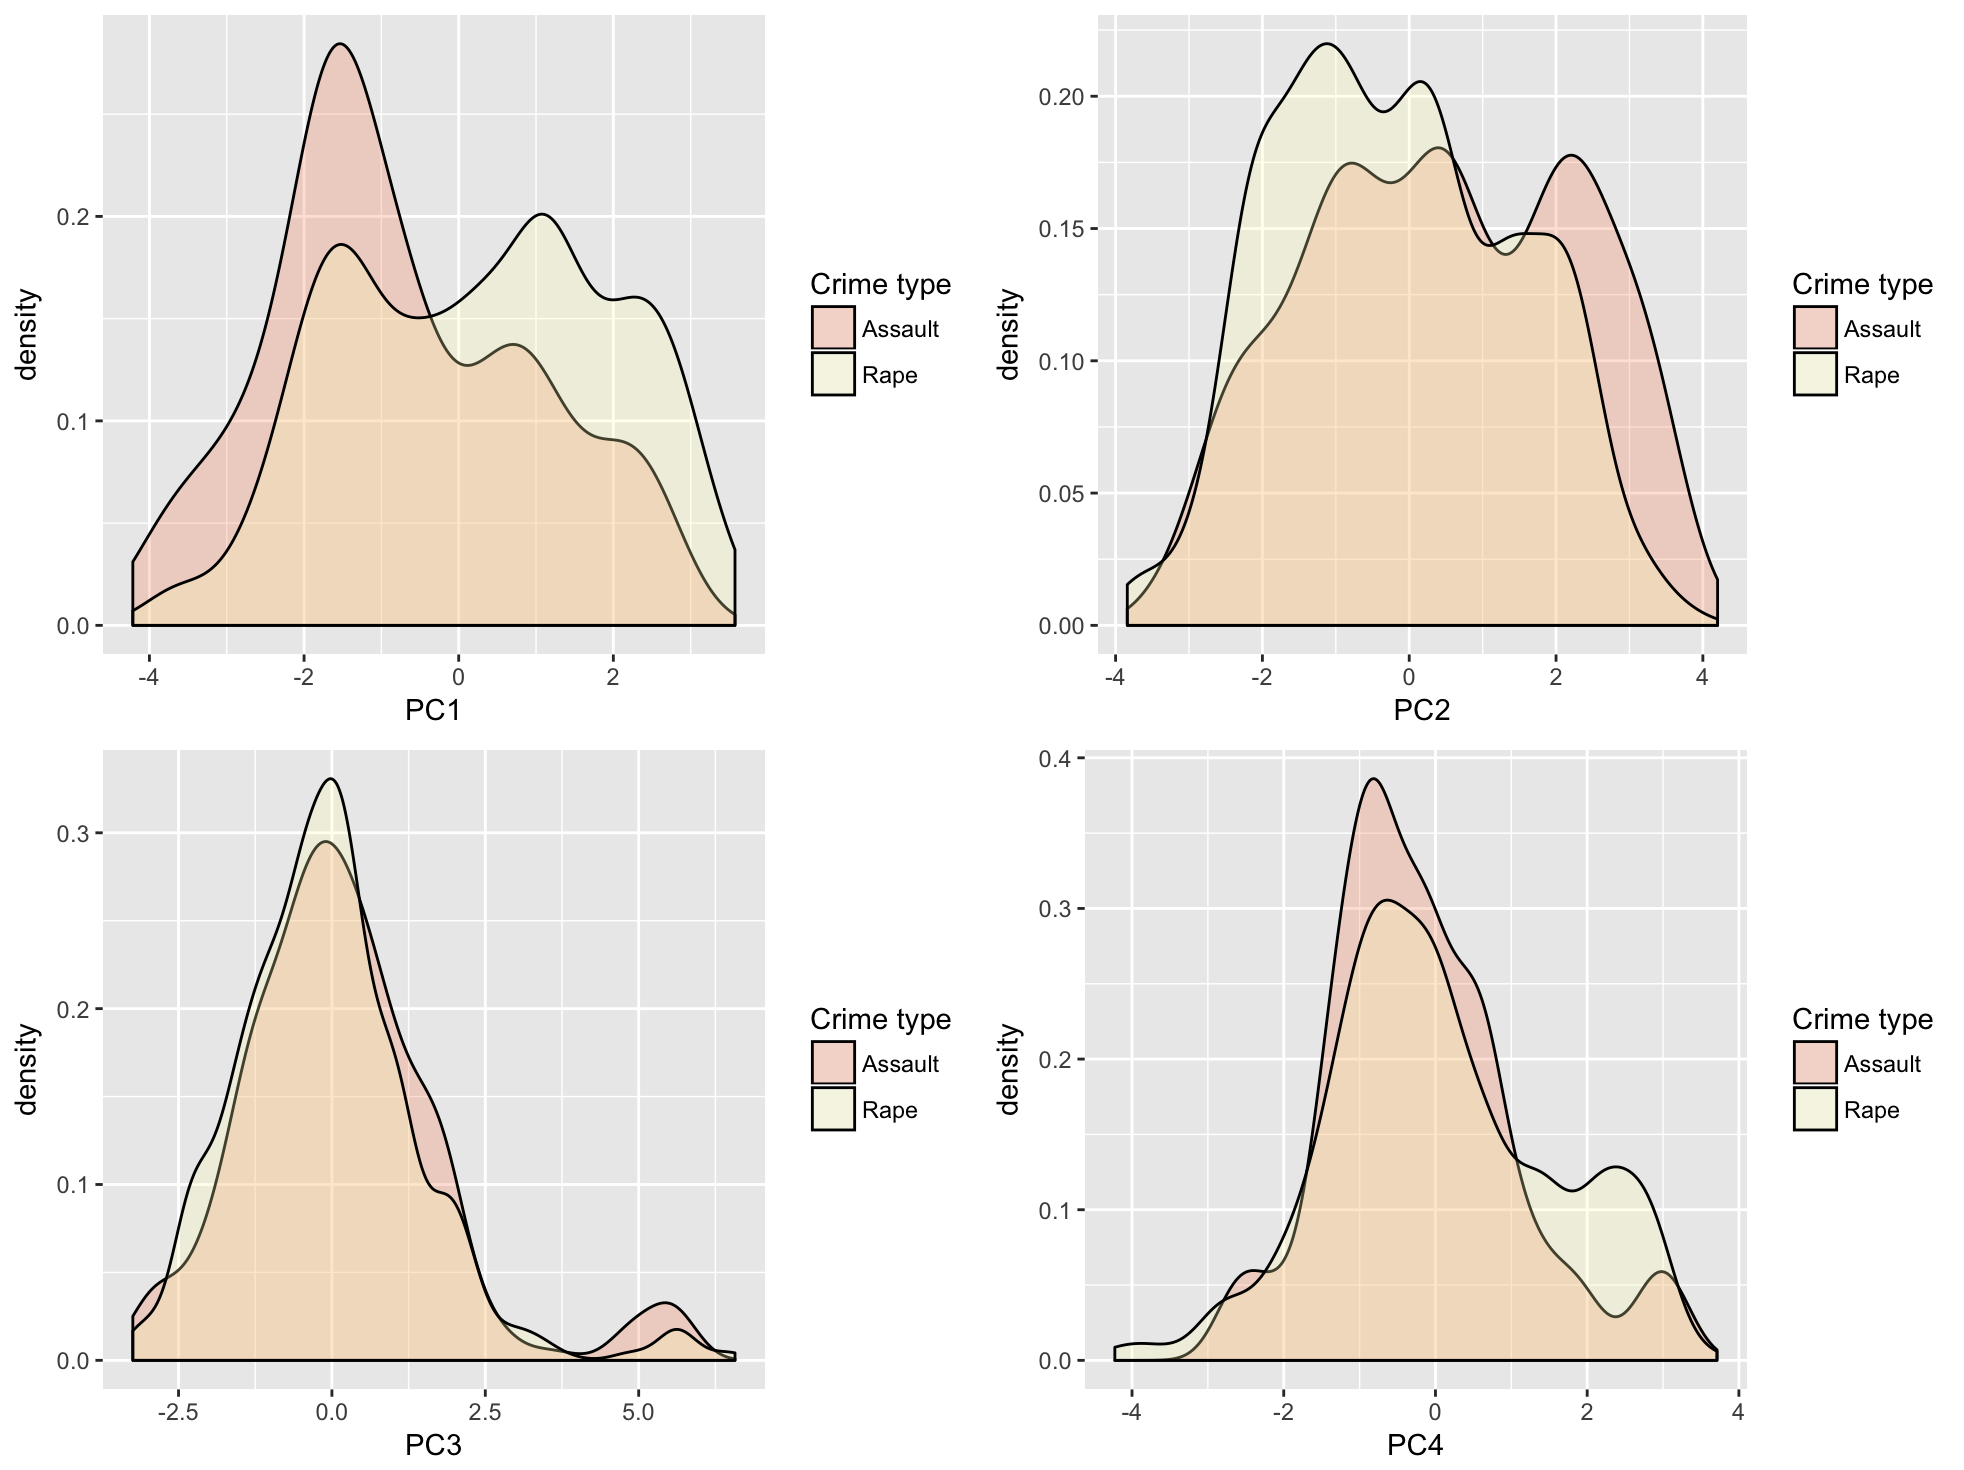 density
0.2
0.1
0.0
-4 -2 0 2
PC1
Crime type
Assault
Rape
density
0.20
0.15
0.10
0.05
0.00
-4 -2 0 2 4
PC2
Crime type
Assault
Rape
density
0.3
0.2
0.1
0.0
-2.5 0.0 2.5 5.0
PC3
Crime type
Assault
Rape
density
0.4
0.3
0.2
0.1
0.0
-4 -2 0 2 4
PC4
Crime type
Assault
Rape